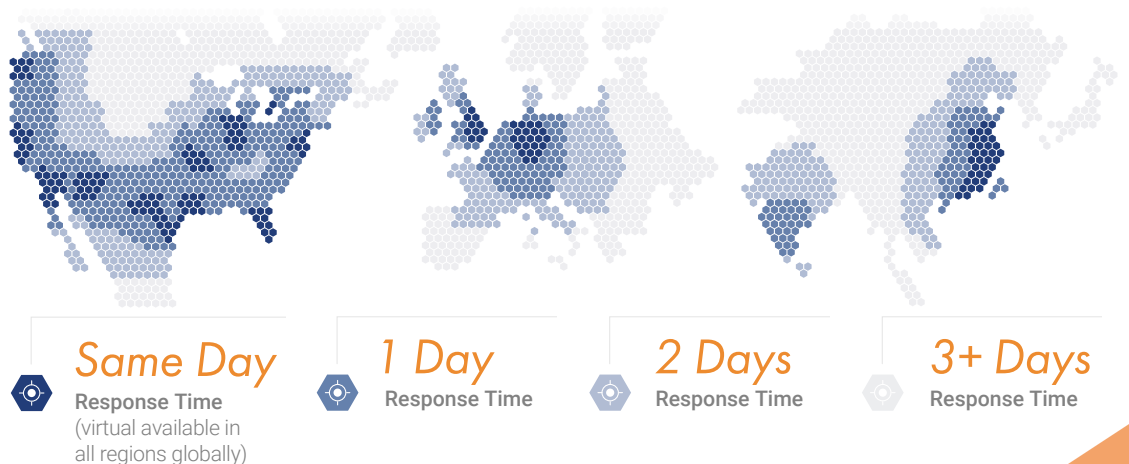 Same Day
Response Time
(virtual available in
all regions globally)
1 Day
Response Time
2 Days
Response Time
3+ Days
Response Time